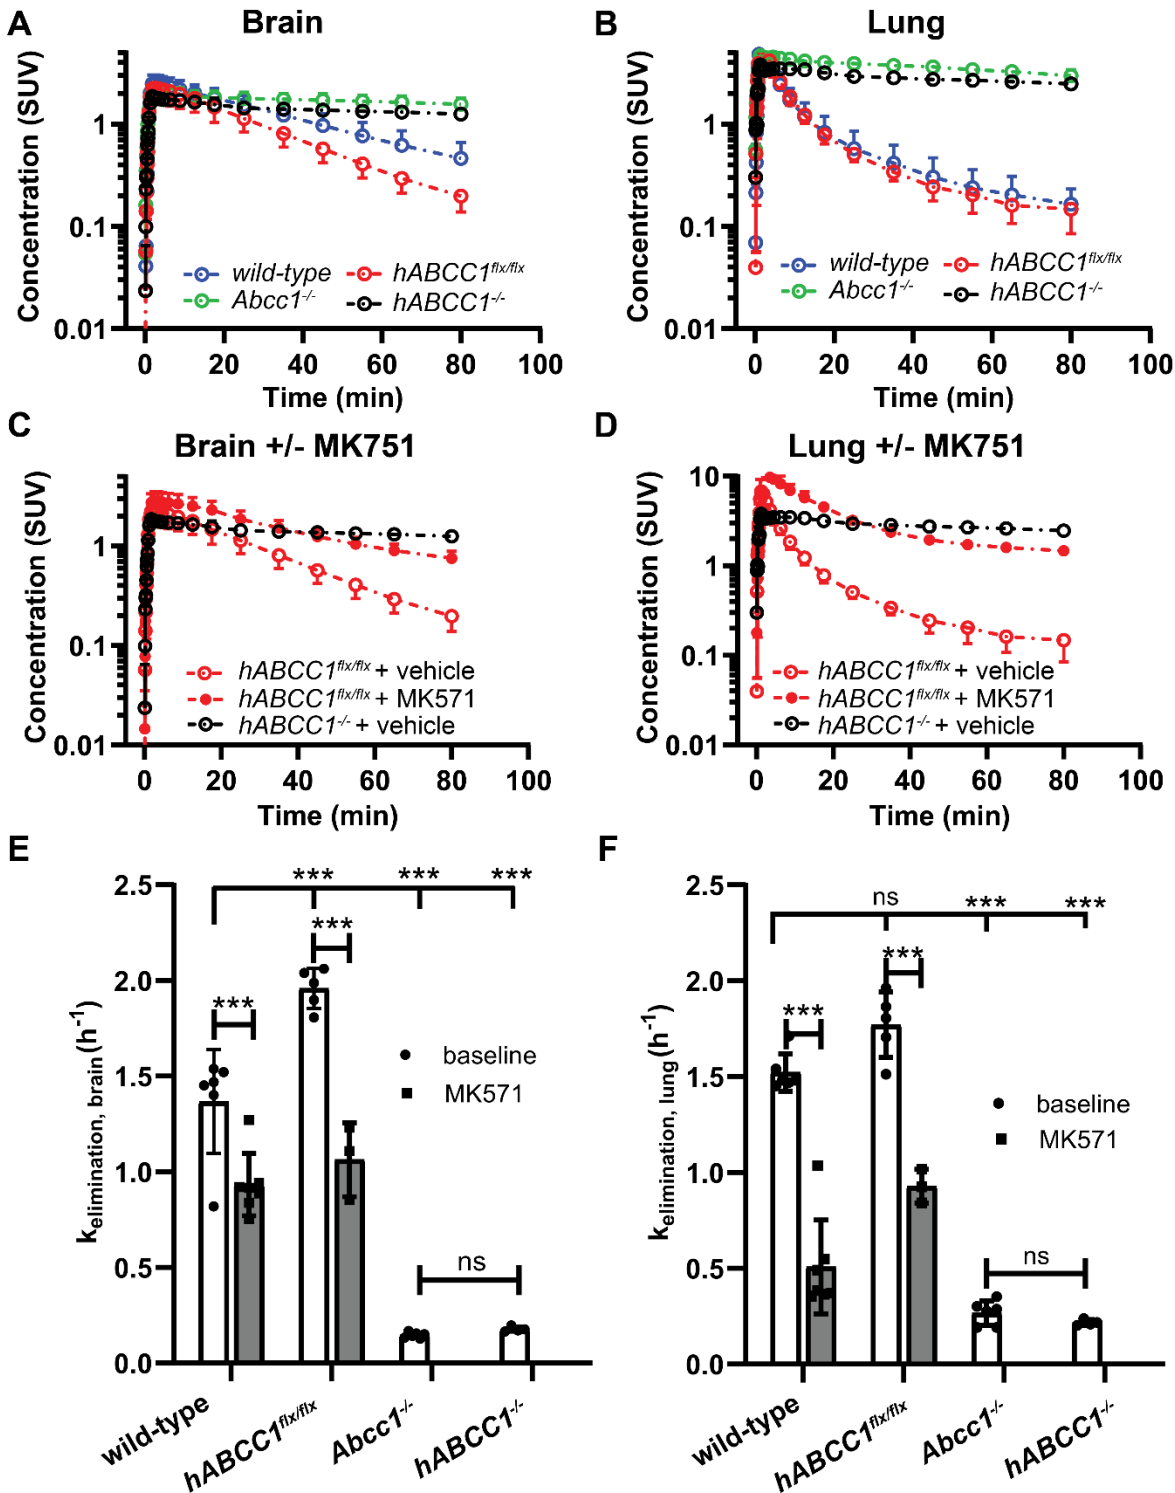 A Brain
B Lung
Concentration (SUV)
1
0.1
0.01
wild-type hABCC1flx/flx
Abcc1-/- hABCC1-/-
0 20 40 60 80 100
Time (min)
Concentration (SUV)
1
0.1
0.01
wild-type hABCC1flx/flx
Abcc1-/- hABCC1-/-
0 20 40 60 80 100
Time (min)
C Brain +/- MK751
D Lung +/- MK751
Concentration (SUV)
1
0.1
0.01
hABCC1flx/flx + vehicle
hABCC1flx/flx + MK571
hABCC1-/- + vehicle
0 20 40 60 80 100
Time (min)
Concentration (SUV)
10
1
0.1
0.01
hABCC1flx/flx + vehicle
hABCC1flx/flx + MK571
hABCC1-/- + vehicle
0 20 40 60 80 100
Time (min)
E
kelimination, brain (h-1)
2.5
2.0
1.5
1.0
0.5
0.0
*** *** ***
***
***
ns
baseline
MK571
wild-type
hABCC1flx/flx
Abcc1-/-
hABCC1-/-
F
kelimination, lung (h-1)
2.5
2.0
1.5
1.0
0.5
0.0
ns *** ***
***
***
ns
baseline
MK571
wild-type
hABCC1flx/flx
Abcc1-/-
hABCC1-/-